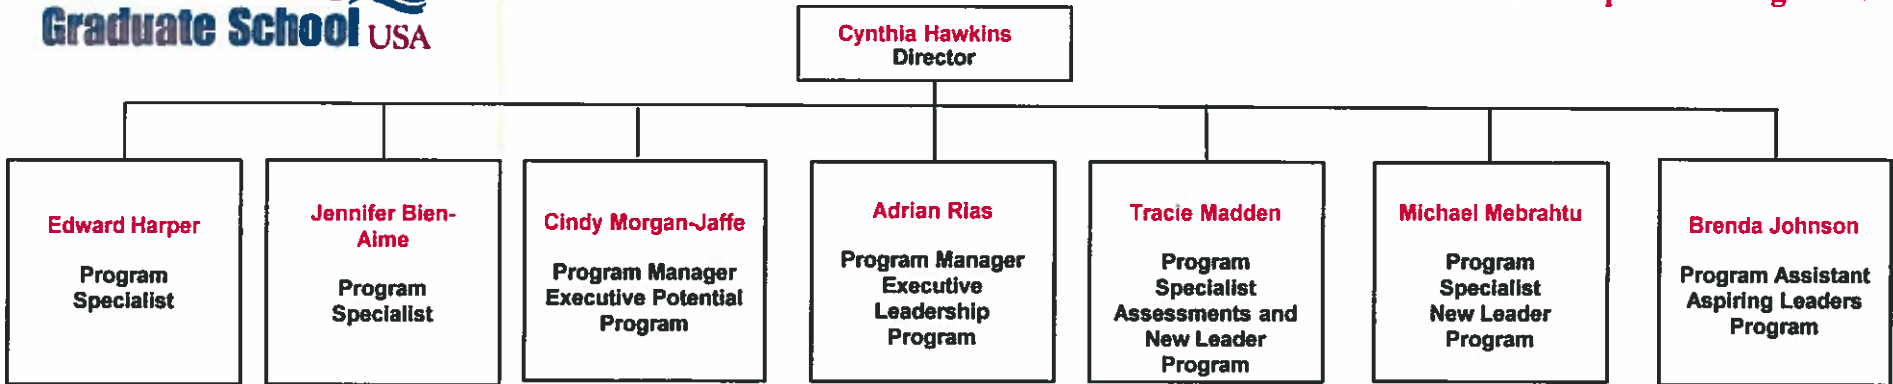 Graduate School USA
Cynthia Hawkins
Director
Edward Harper
Program
Specialist
Jennifer Bien-
Aime
Program
Specialist
Cindy Morgan-Jaffe
Program Manager
Executive Potential
Program
Adrian Rias
Program Manager
Executive
Leadership
Program
Tracie Madden
Program
Specialist
Assessments and
New Leader
Program
Michael Mebrahtu
Program
Specialist
New Leader
Program
Brenda Johnson
Program Assistant
Aspiring Leaders
Program